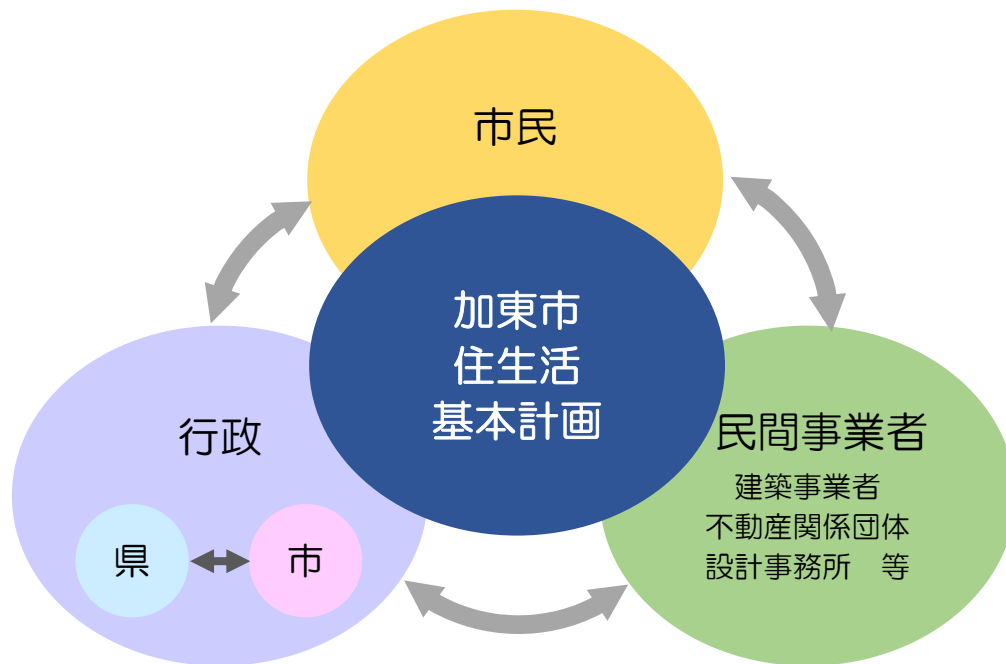 市民
加東市
住生活
基本計画
行政
県
市
民間事業者
建築事業者
不動産関係団体
設計事務所　等